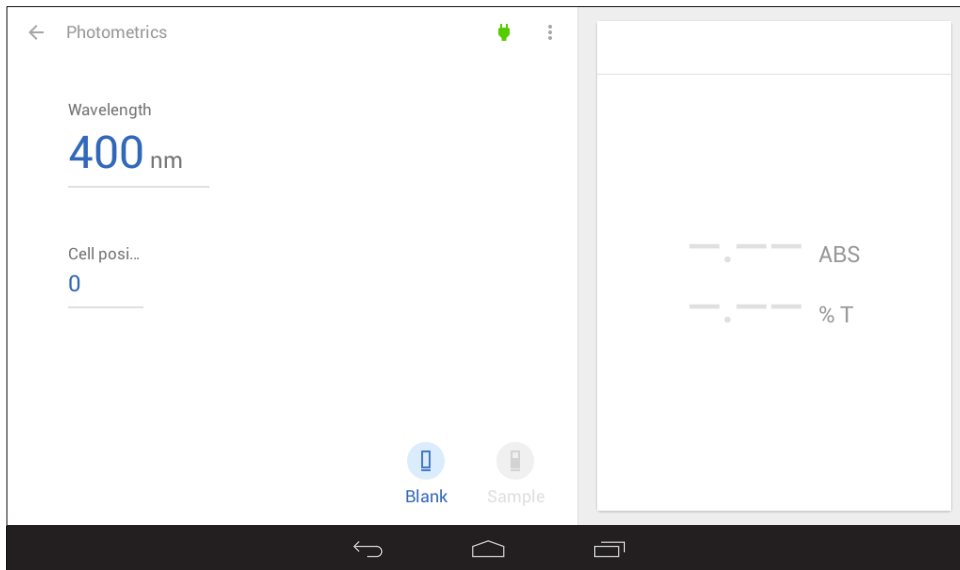 Photometrics
Wavelength
400 nm
Cell posi...
0
Blank
Sample
-.-- ABS
-.-- % T